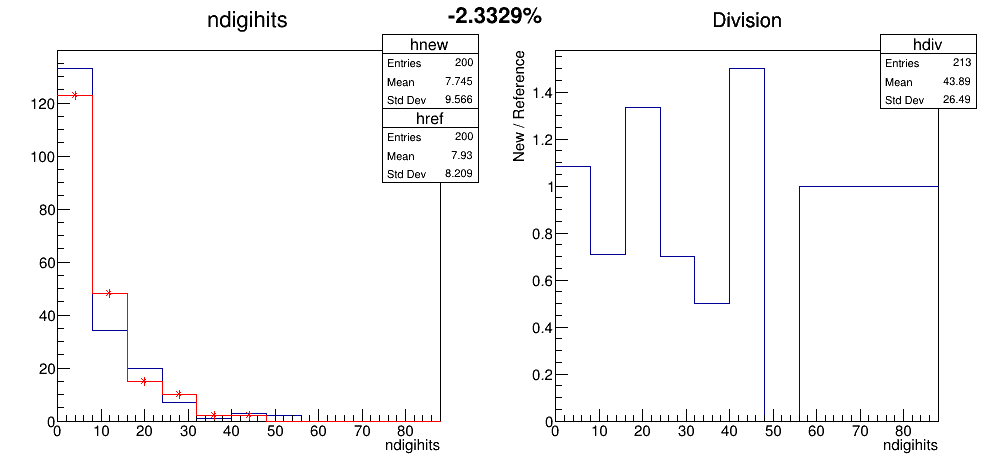 -2.3329%
ndigihits
hnew
Entries 200
Mean 7.745
Std Dev 9.566
href
Entries 200
Mean 7.93
Std Dev 8.209
120
100
80
60
40
20
0
0 10 20 30 40 50 60 70 80
ndigihits
Division
hdiv
Entries 213
Mean 43.89
Std Dev 26.49
New / Reference
1.4
1.2
1
0.8
0.6
0.4
0.2
0
0 10 20 30 40 50 60 70 80
ndigihits